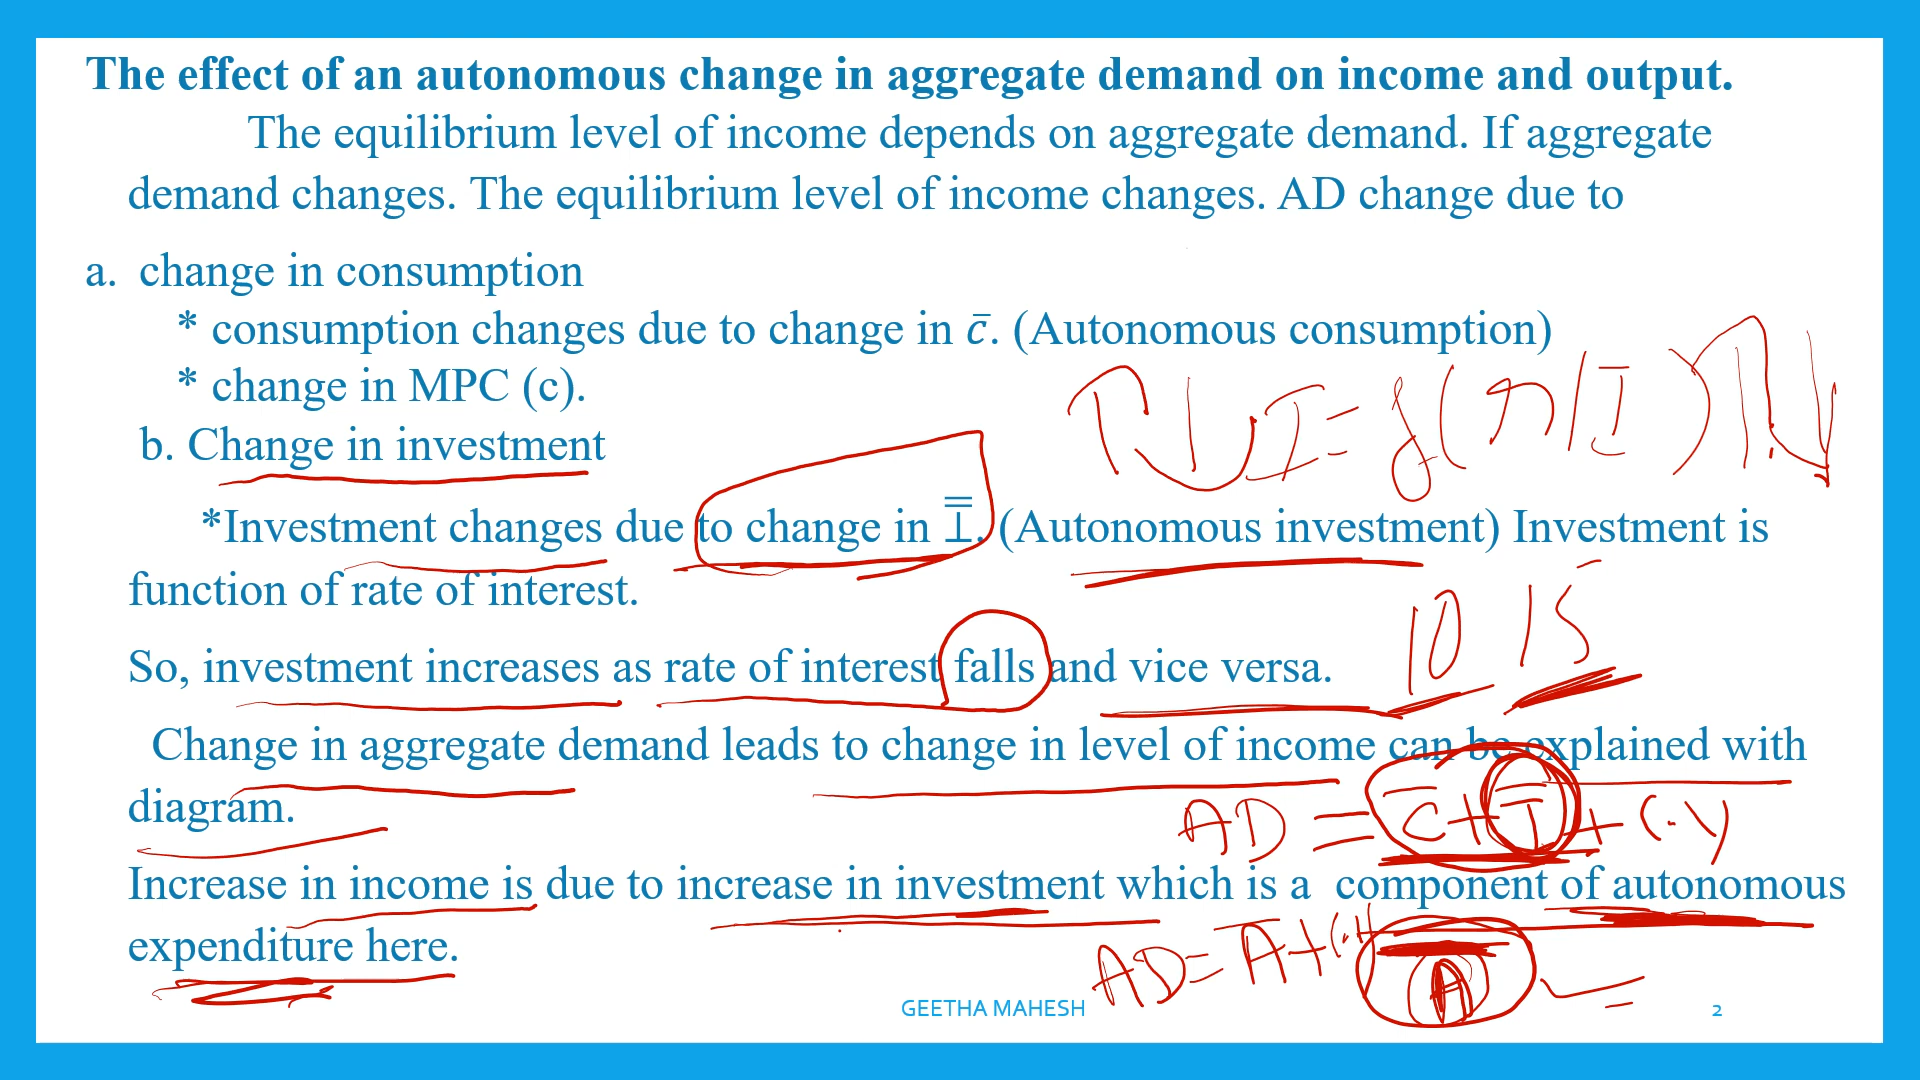 The effect of an autonomous change in aggregate demand on income and output.
The equilibrium level of income depends on aggregate demand. If aggregate
demand changes. The equilibrium level of income changes. AD change due to
a. change in consumption
* consumption changes due to change in c̄. (Autonomous consumption)
* change in MPC (c).
b. Change in investment
I = f(r/I)
*Investment changes due to change in I̿. (Autonomous investment) Investment is
function of rate of interest.
10 15
So, investment increases as rate of interest falls and vice versa.
Change in aggregate demand leads to change in level of income can be explained with
diagram.
AD = C̄ + Ī + C.Y
Increase in income is due to increase in investment which is a component of autonomous
expenditure here.
AD = Ā + C.Y
A
GEETHA MAHESH
2